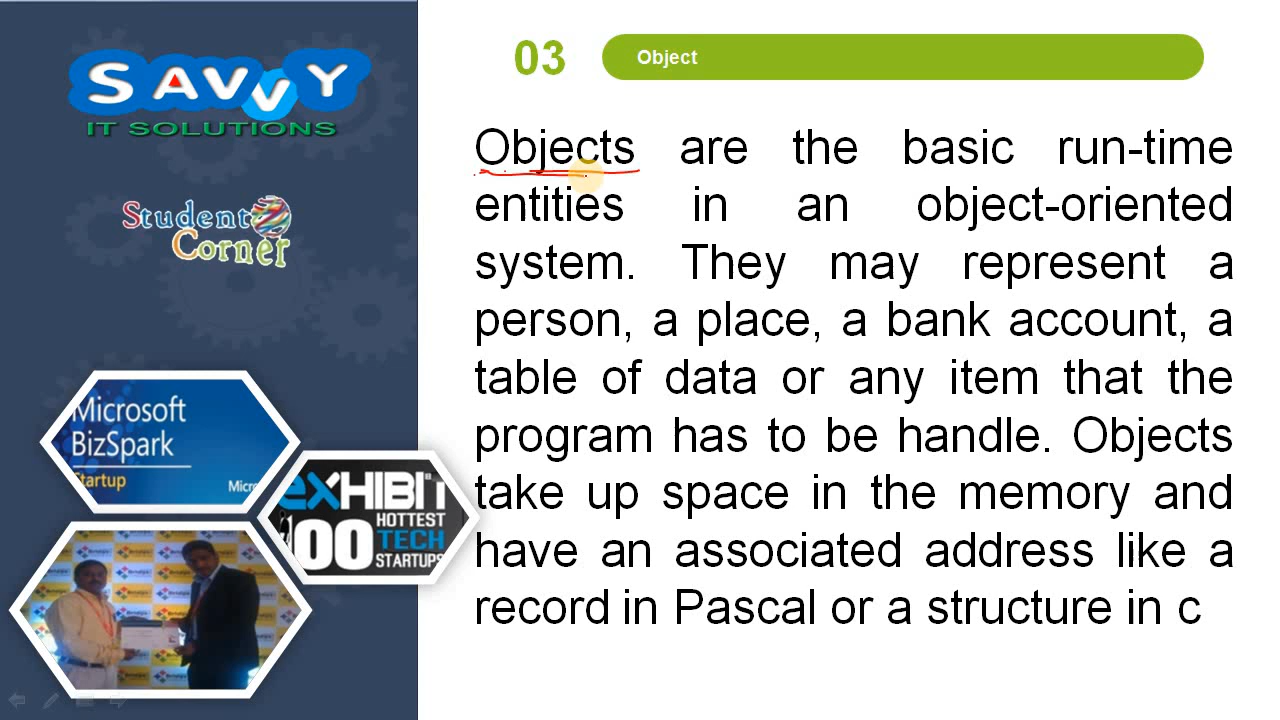 SAVVY
IT SOLUTIONS
Student
Corner
Microsoft
BizSpark
Startup
Micr
EXHIBIT
100
HOTTEST
TECH
STARTUPS
03
Object
Objects are the basic run-time
entities in an object-oriented
system. They may represent a
person, a place, a bank account, a
table of data or any item that the
program has to be handle. Objects
take up space in the memory and
have an associated address like a
record in Pascal or a structure in c